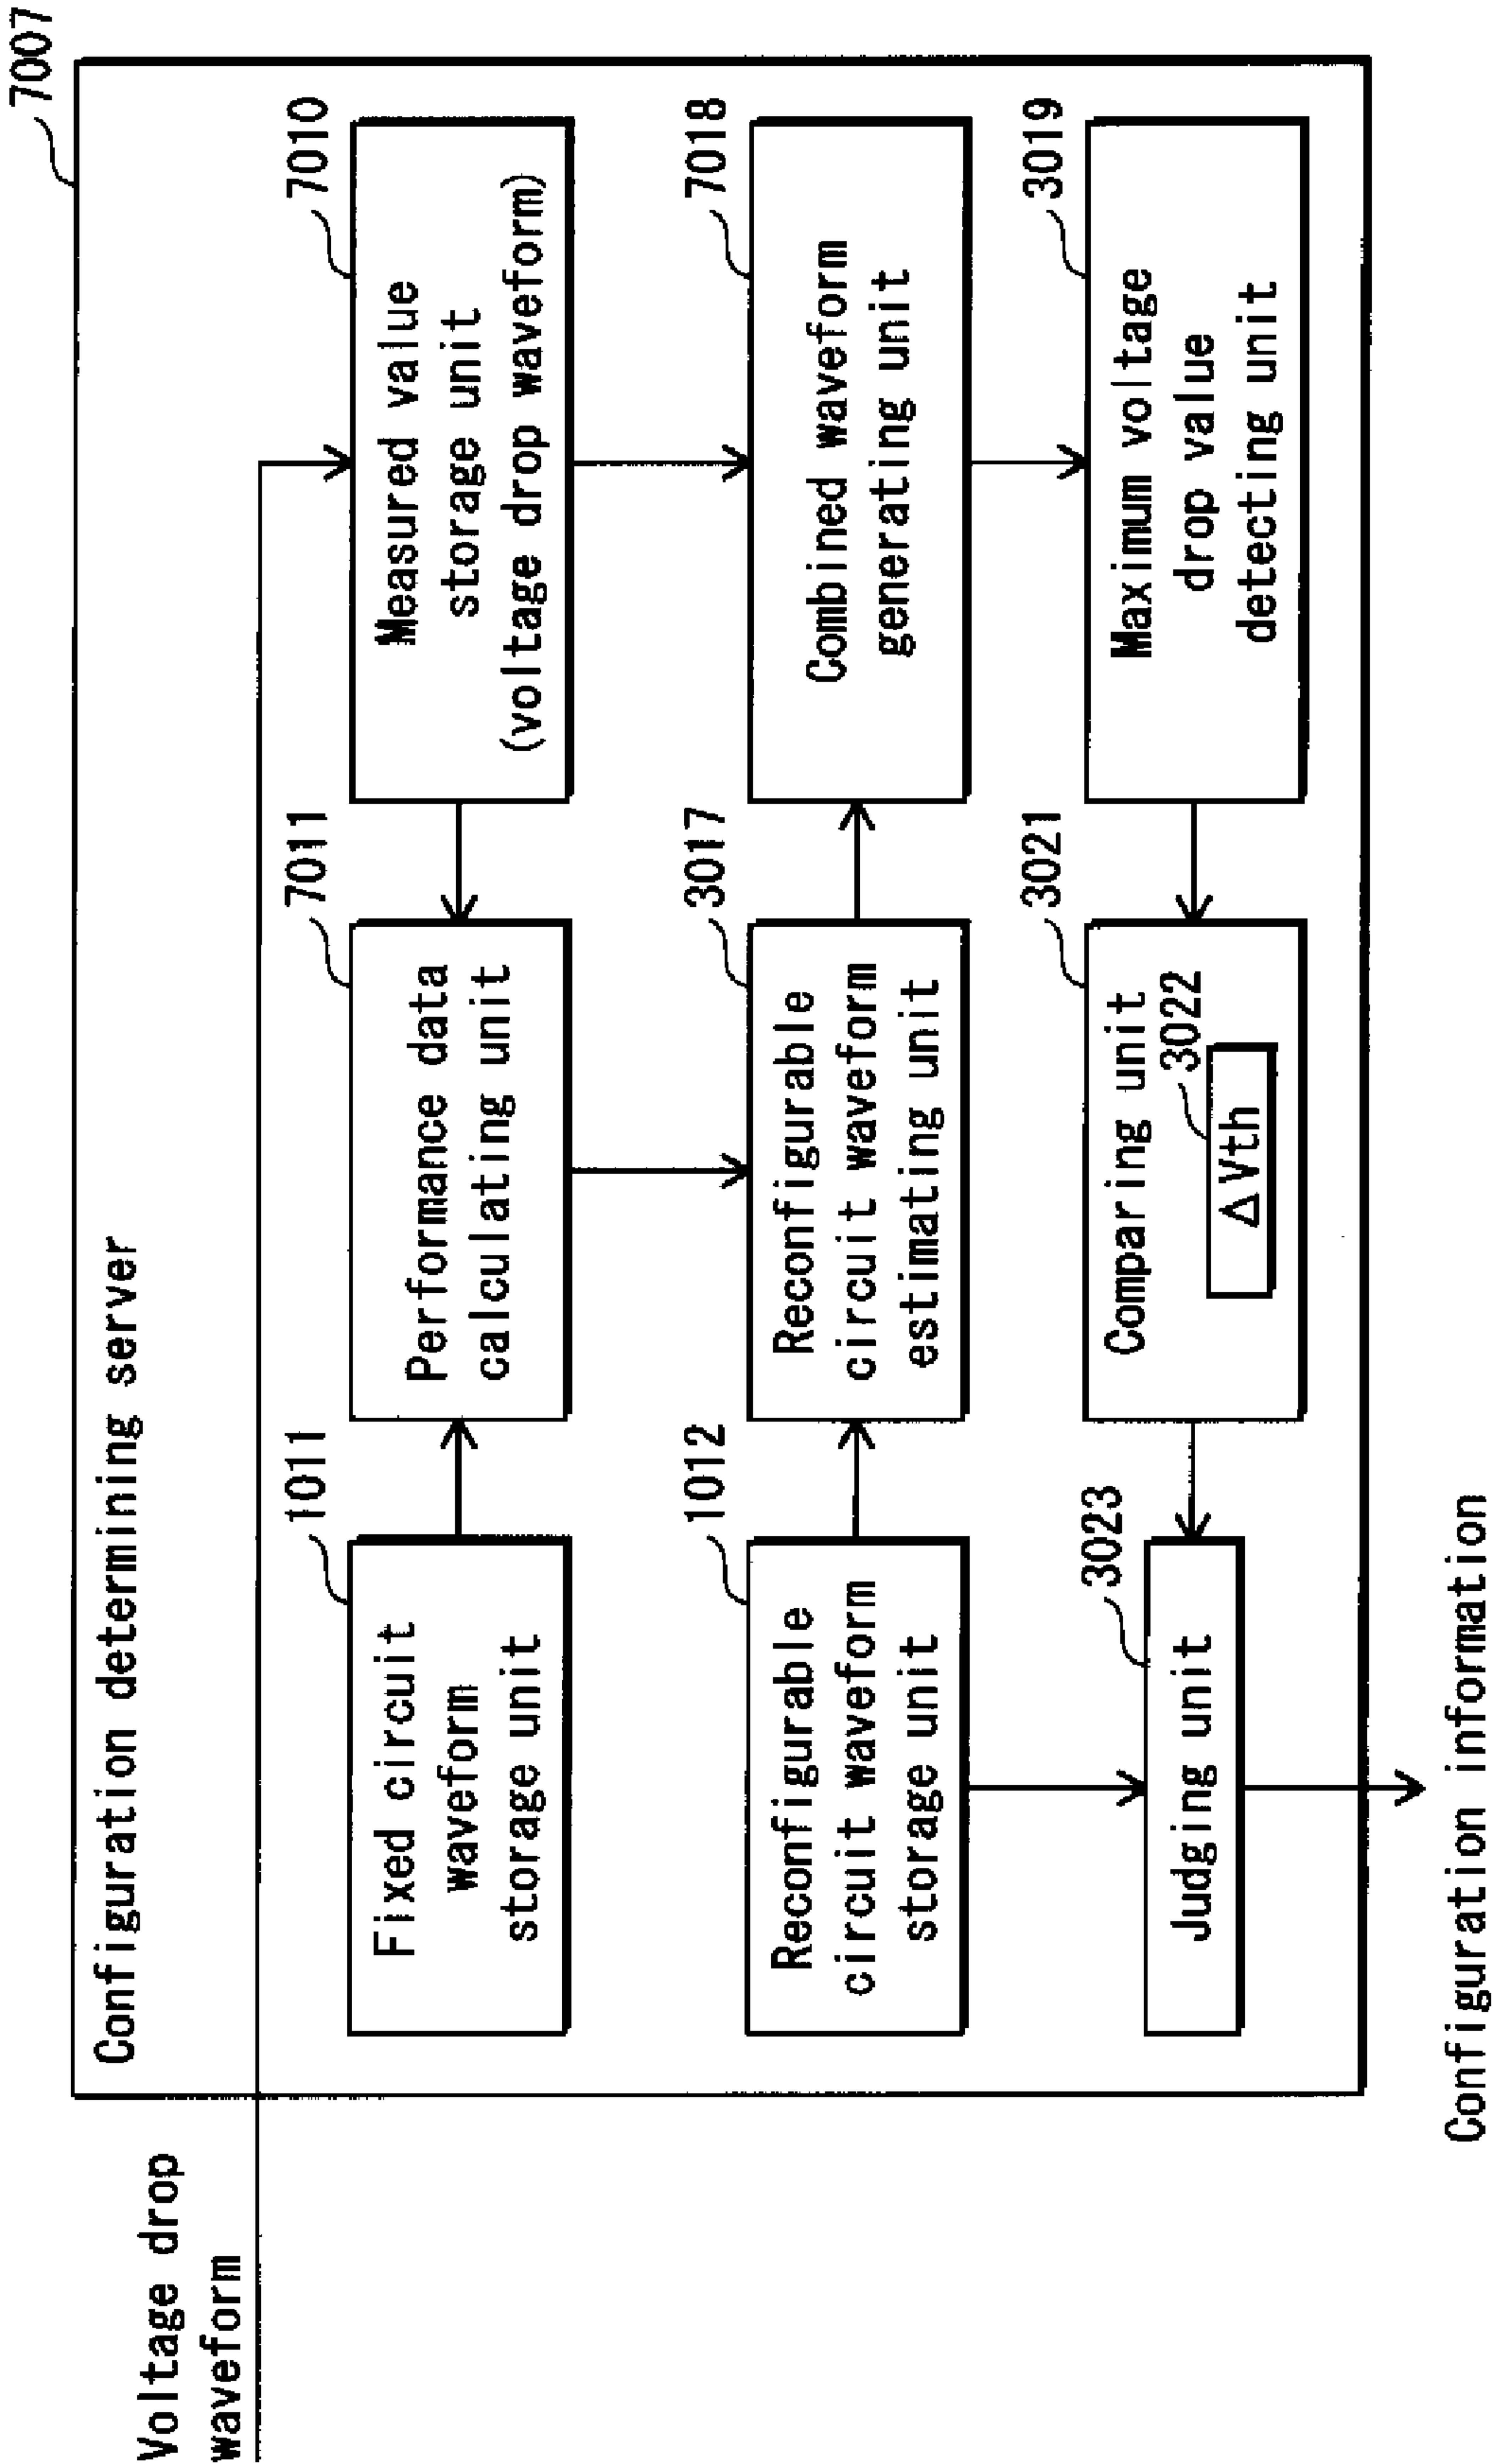 7007
Configuration determining server
Voltage drop
waveform
1011
Fixed circuit
waveform
storage unit
7011
Performance data
calculating unit
7010
Measured value
storage unit
(voltage drop waveform)
1012
Reconfigurable
circuit waveform
storage unit
3017
Reconfigurable
circuit waveform
estimating unit
7018
Combined waveform
generating unit
3023
Judging unit
3021
Comparing unit
3022
ΔVth
3019
Maximum voltage
drop value
detecting unit
Configuration information